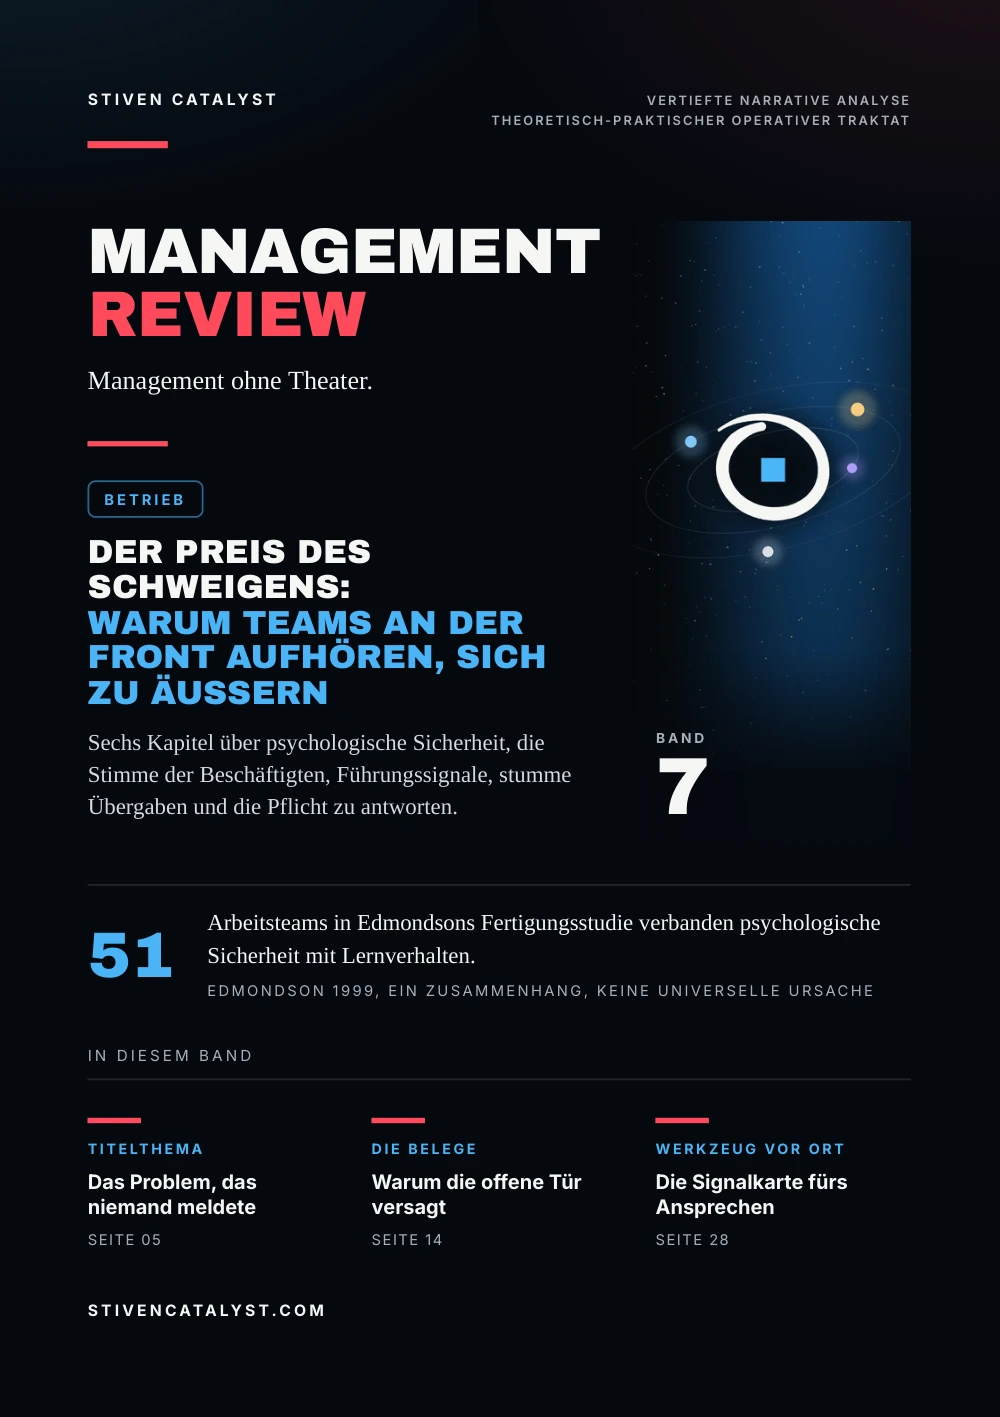 STIVEN CATALYST
VERTIEFTE NARRATIVE ANALYSE
THEORETISCH-PRAKTISCHER OPERATIVER TRAKTAT
MANAGEMENT
REVIEW
Management ohne Theater.
BETRIEB
DER PREIS DES
SCHWEIGENS:
WARUM TEAMS AN DER
FRONT AUFHÖREN, SICH
ZU ÄUSSERN
Sechs Kapitel über psychologische Sicherheit, die
Stimme der Beschäftigten, Führungssignale, stumme
Übergaben und die Pflicht zu antworten.
BAND
7
51
Arbeitsteams in Edmondsons Fertigungsstudie verbanden psychologische
Sicherheit mit Lernverhalten.
EDMONDSON 1999, EIN ZUSAMMENHANG, KEINE UNIVERSELLE URSACHE
IN DIESEM BAND
TITELTHEMA
Das Problem, das
niemand meldete
SEITE 05
DIE BELEGE
Warum die offene Tür
versagt
SEITE 14
WERKZEUG VOR ORT
Die Signalkarte fürs
Ansprechen
SEITE 28
STIVENCATALYST.COM